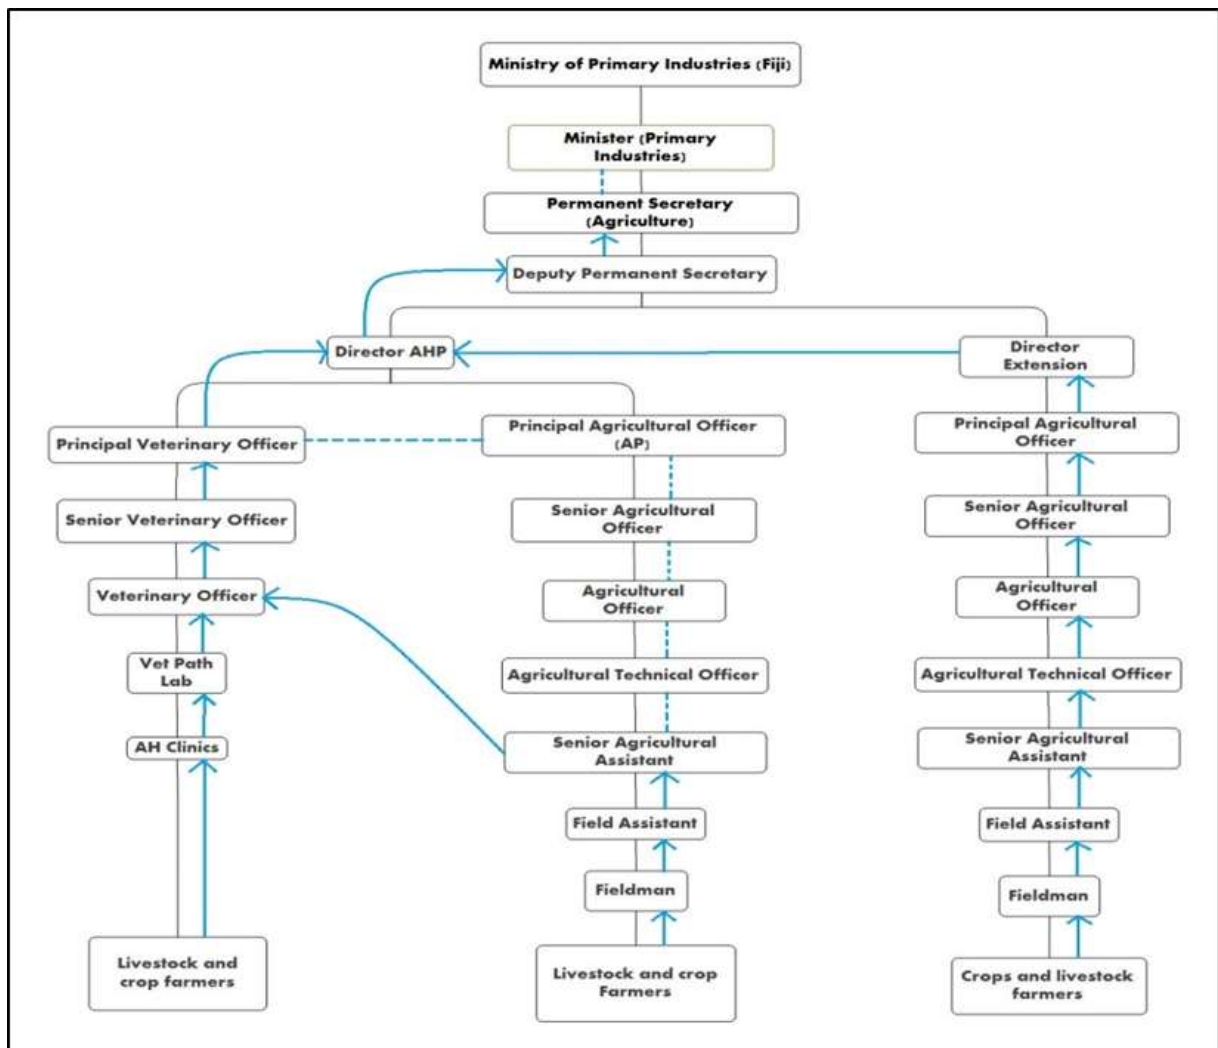 Ministry of Primary Industries (Fiji)
Minister (Primary
Industries)
Permanent Secretary
(Agriculture)
Deputy Permanent Secretary
Director AHP
Director
Extension
Principal Veterinary Officer
Principal Agricultural Officer
(AP)
Principal Agricultural
Officer
Senior Veterinary Officer
Senior Agricultural
Officer
Senior Agricultural
Officer
Veterinary Officer
Agricultural
Officer
Agricultural
Officer
Vet Path
Lab
Agricultural Technical Officer
Agricultural Technical Officer
AH Clinics
Senior Agricultural
Assistant
Senior Agricultural
Assistant
Field Assistant
Field Assistant
Fieldman
Fieldman
Livestock and
crop farmers
Livestock and crop
Farmers
Crops and livestock
farmers